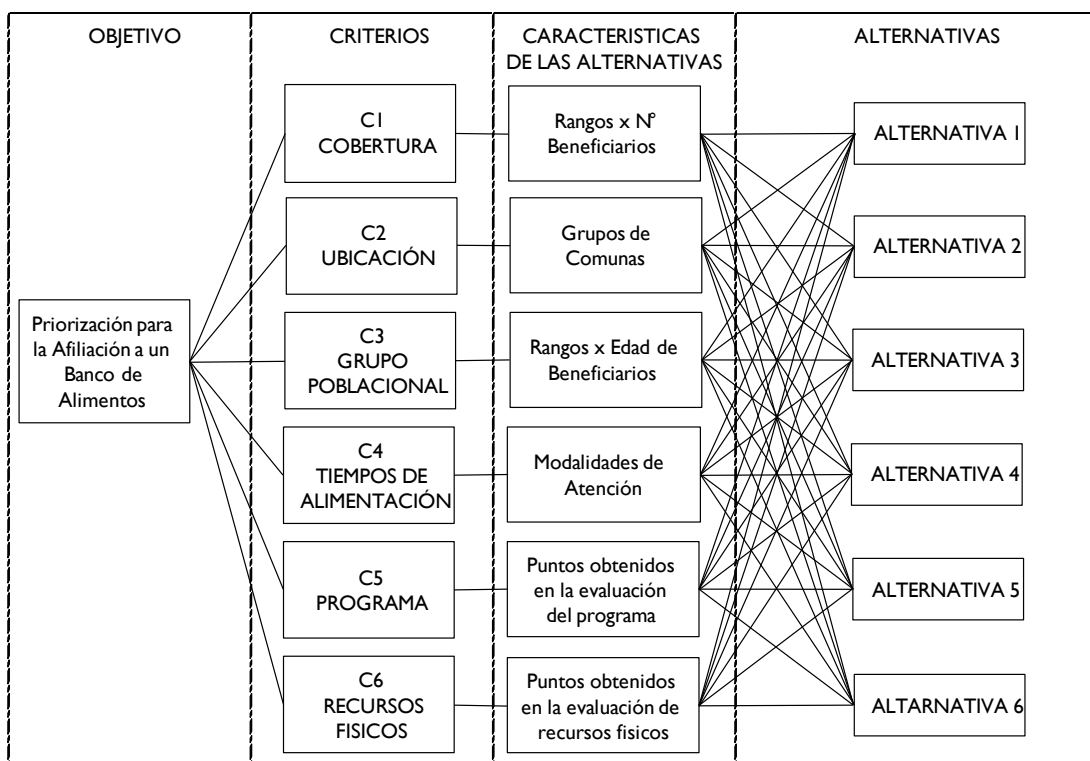 OBJETIVO
CRITERIOS
CARACTERISTICAS
DE LAS ALTERNATIVAS
ALTERNATIVAS
Priorización para
la Afiliación a un
Banco de
Alimentos
C1
COBERTURA
C2
UBICACIÓN
C3
GRUPO
POBLACIONAL
C4
TIEMPOS DE
ALIMENTACIÓN
C5
PROGRAMA
C6
RECURSOS
FISICOS
Rangos x N°
Beneficiarios
Grupos de
Comunas
Rangos x Edad de
Beneficiarios
Modalidades de
Atención
Puntos obtenidos
en la evaluación
del programa
Puntos obtenidos
en la evaluación de
recursos fisicos
ALTERNATIVA 1
ALTERNATIVA 2
ALTERNATIVA 3
ALTERNATIVA 4
ALTERNATIVA 5
ALTARNATIVA 6